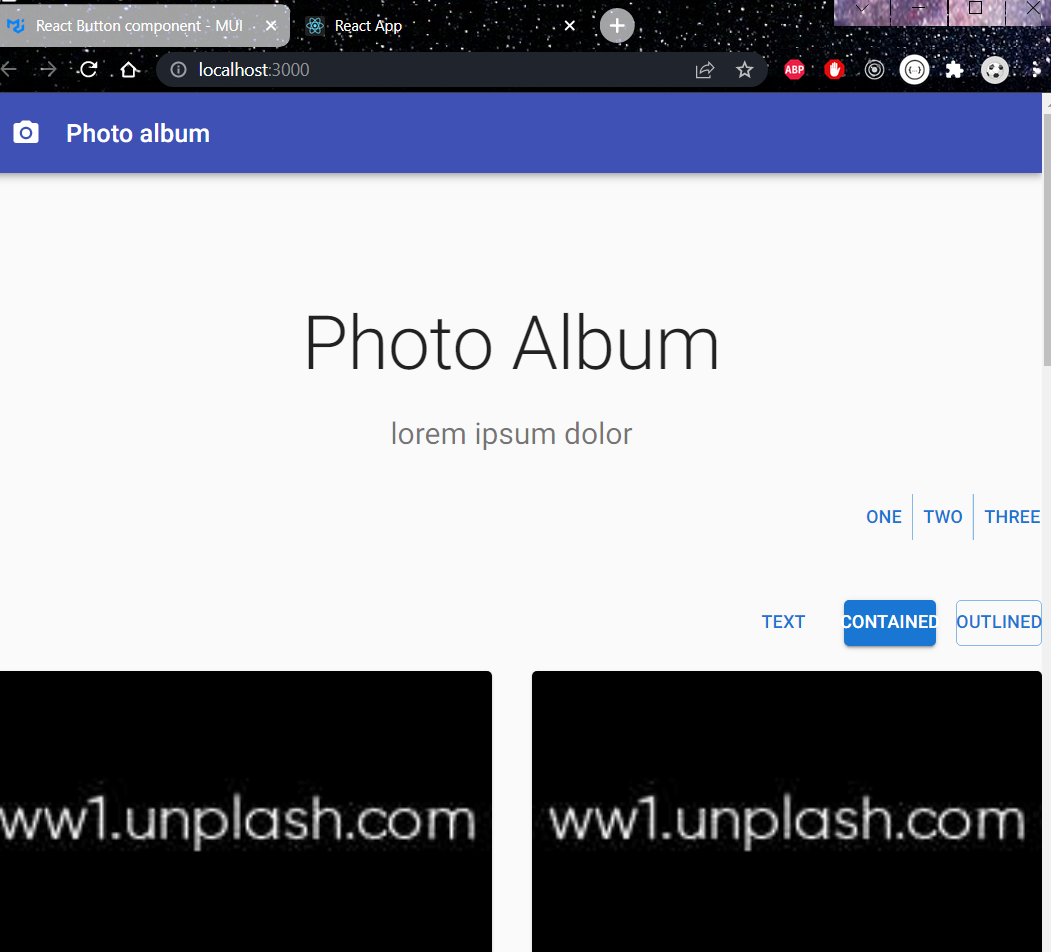 React Button component - MUI
React App
localhost:3000
ABP
Photo album
Photo Album
lorem ipsum dolor
ONE TWO THREE
TEXT CONTAINED OUTLINED
ww1.unplash.com ww1.unplash.com